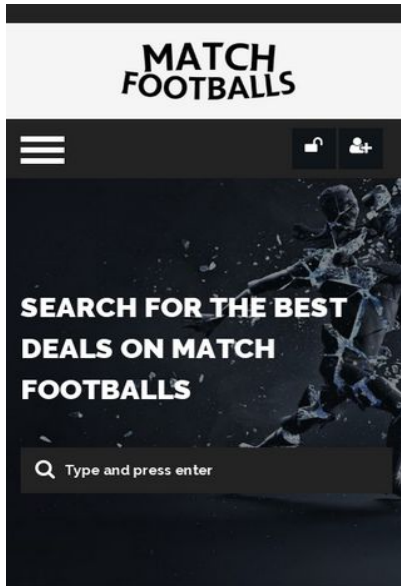 MATCH
FOOTBALLS
SEARCH FOR THE BEST
DEALS ON MATCH
FOOTBALLS
Type and press enter